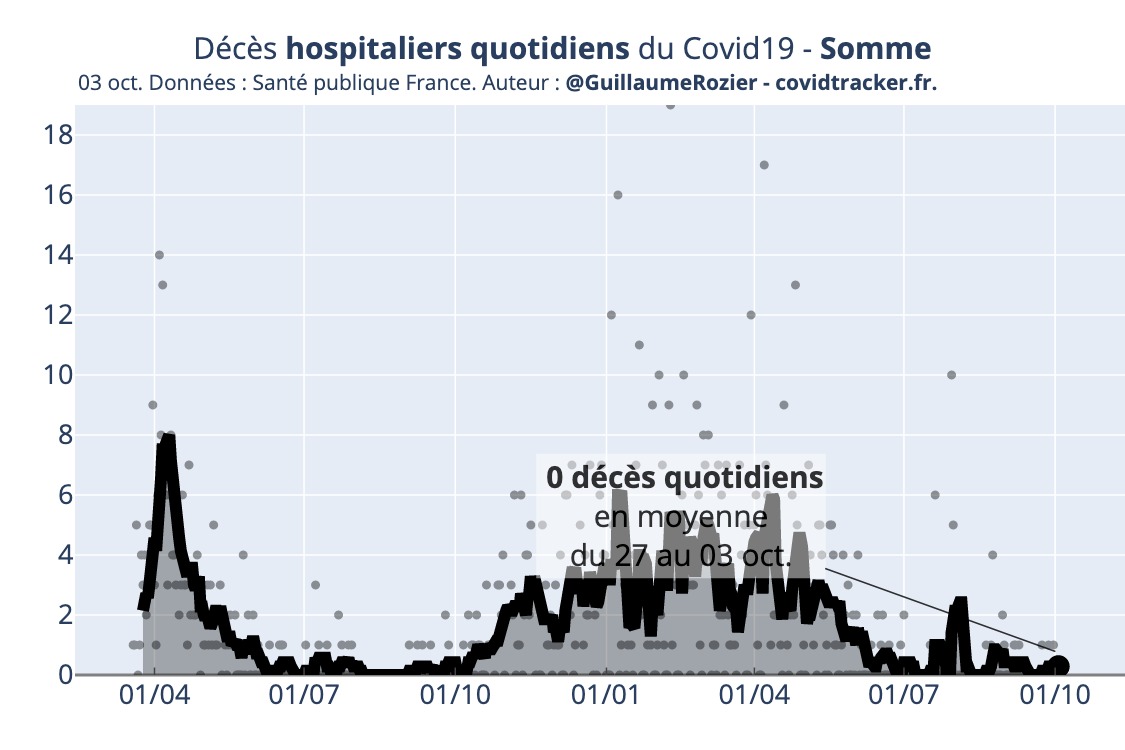 Décès hospitaliers quotidiens du Covid19 - Somme
03 oct. Données : Santé publique France. Auteur : @GuillaumeRozier - covidtracker.fr.
18
16
14
12
10
8
6
4
2
0
0 décès quotidiens
en moyenne
du 27 au 03 oct.
01/04 01/07 01/10 01/01 01/04 01/07 01/10